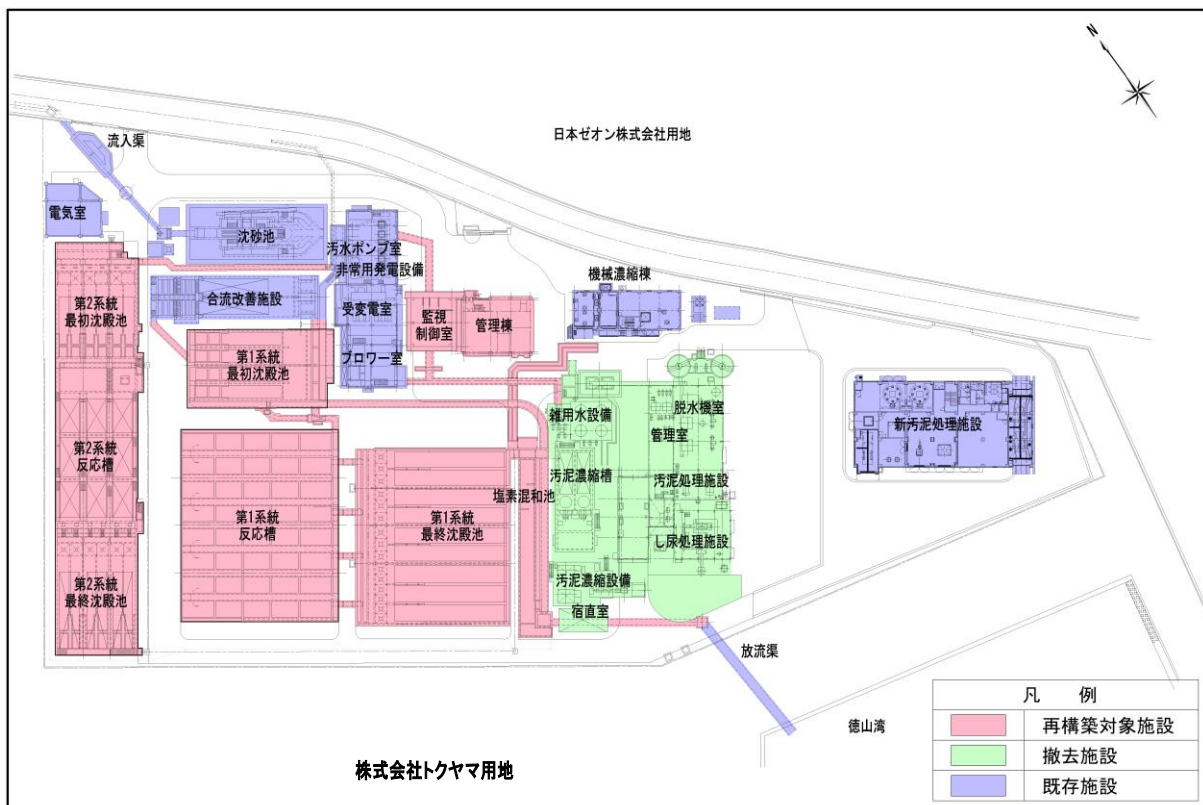 N
日本ゼオン株式会社用地
流入渠
電気室
沈砂池
汚水ポンプ室
非常用発電設備
機械濃縮棟
合流改善施設
受変電室
監視
制御室
管理棟
第2系統
最初沈殿池
第1系統
最初沈殿池
ブロワー室
雑用水設備
脱水機室
管理室
新汚泥処理施設
第2系統
反応槽
汚泥濃縮槽
汚泥処理施設
塩素混和池
第1系統
反応槽
第1系統
最終沈殿池
し尿処理施設
第2系統
最終沈殿池
汚泥濃縮設備
宿直室
放流渠
徳山湾
株式会社トクヤマ用地
凡 例
再構築対象施設
撤去施設
既存施設